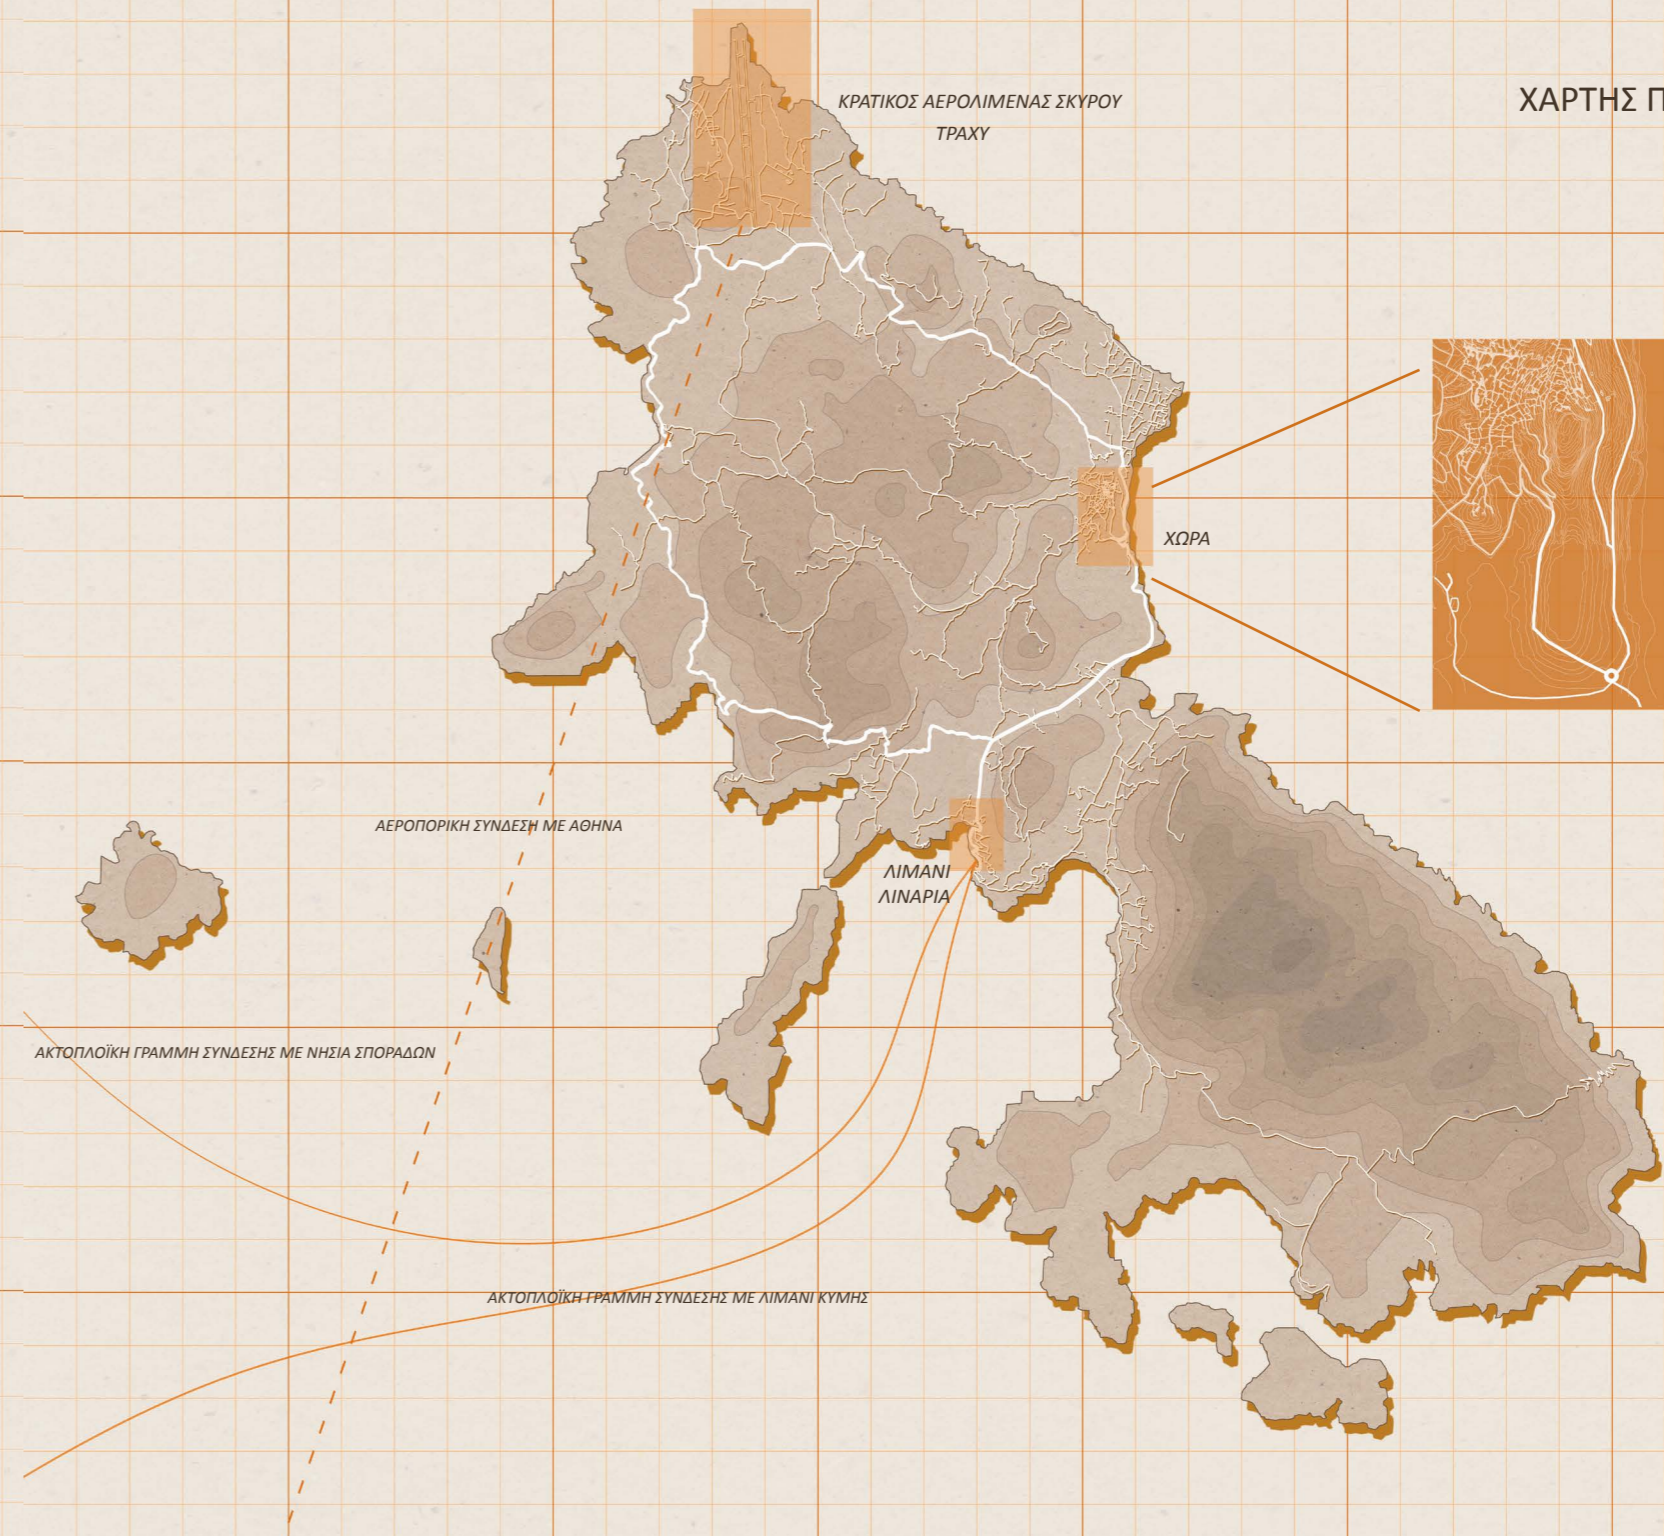 ΚΡΑΤΙΚΟΣ ΑΕΡΟΛΙΜΕΝΑΣ ΣΚΥΡΟΥ
ΤΡΑΧΥ
ΧΑΡΤΗΣ Π
ΧΩΡΑ
ΑΕΡΟΠΟΡΙΚΗ ΣΥΝΔΕΣΗ ΜΕ ΑΘΗΝΑ
ΛΙΜΑΝΙ
ΛΙΝΑΡΙΑ
ΑΚΤΟΠΛΟΪΚΗ ΓΡΑΜΜΗ ΣΥΝΔΕΣΗΣ ΜΕ ΝΗΣΙΑ ΣΠΟΡΑΔΩΝ
ΑΚΤΟΠΛΟΪΚΗ ΓΡΑΜΜΗ ΣΥΝΔΕΣΗΣ ΜΕ ΛΙΜΑΝΙ ΚΥΜΗΣ